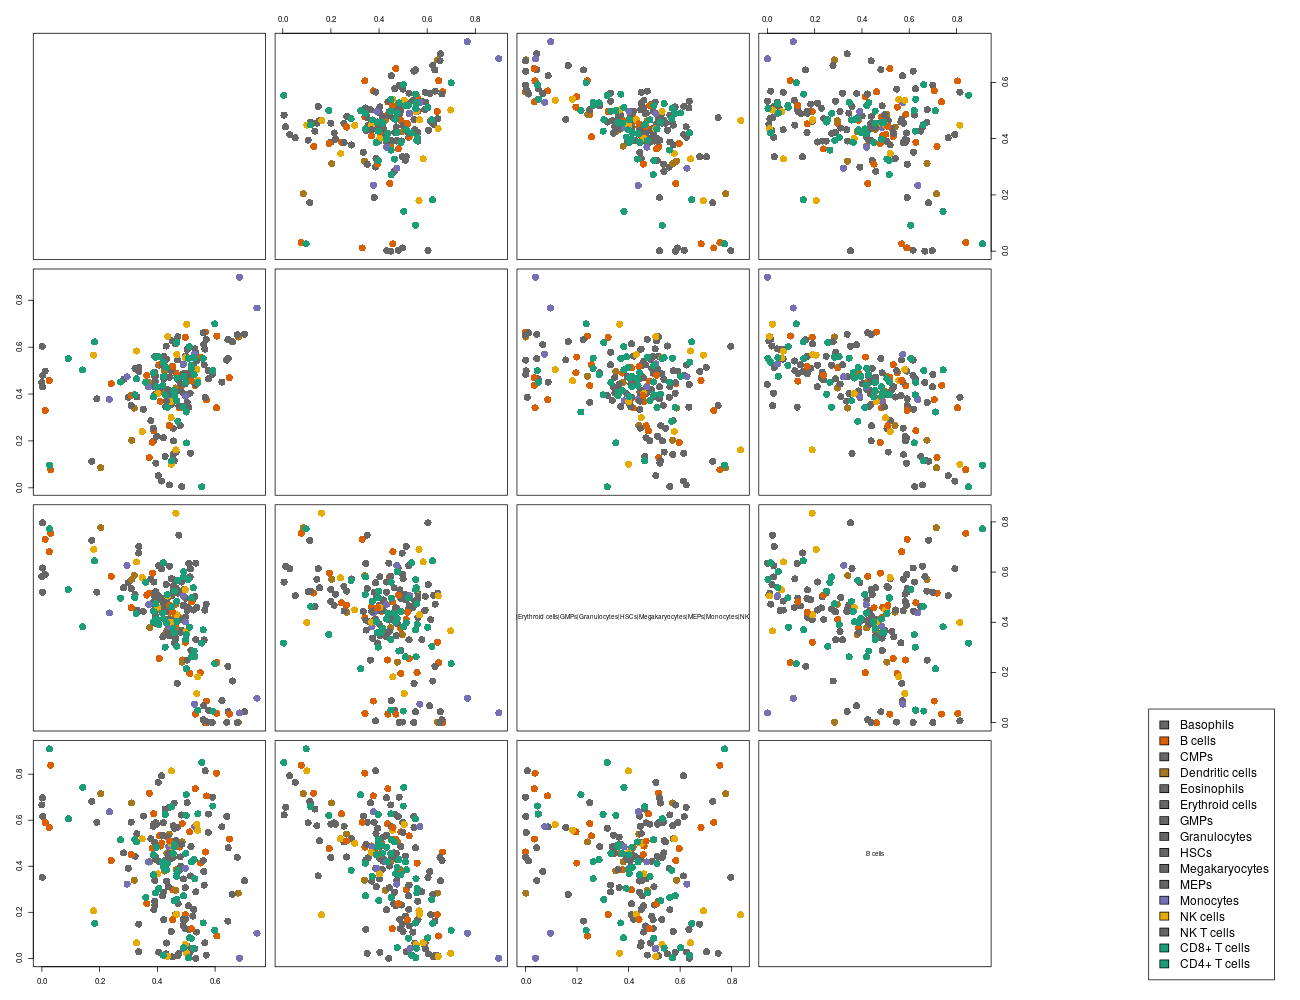 0.0 0.2 0.4 0.6 0.8
0.0 0.2 0.4 0.6 0.8
0.0 0.2 0.4 0.6
0.0 0.2 0.4 0.6 0.8
|Erythroid cells|GMPs|Granulocytes|HSCs|Megakaryocytes|MEPs|Monocytes|NK
0.0 0.2 0.4 0.6 0.8
B cells
0.0 0.2 0.4 0.6 0.8
0.0 0.2 0.4 0.6
0.0 0.2 0.4 0.6 0.8
Basophils
B cells
CMPs
Dendritic cells
Eosinophils
Erythroid cells
GMPs
Granulocytes
HSCs
Megakaryocytes
MEPs
Monocytes
NK cells
NK T cells
CD8+ T cells
CD4+ T cells